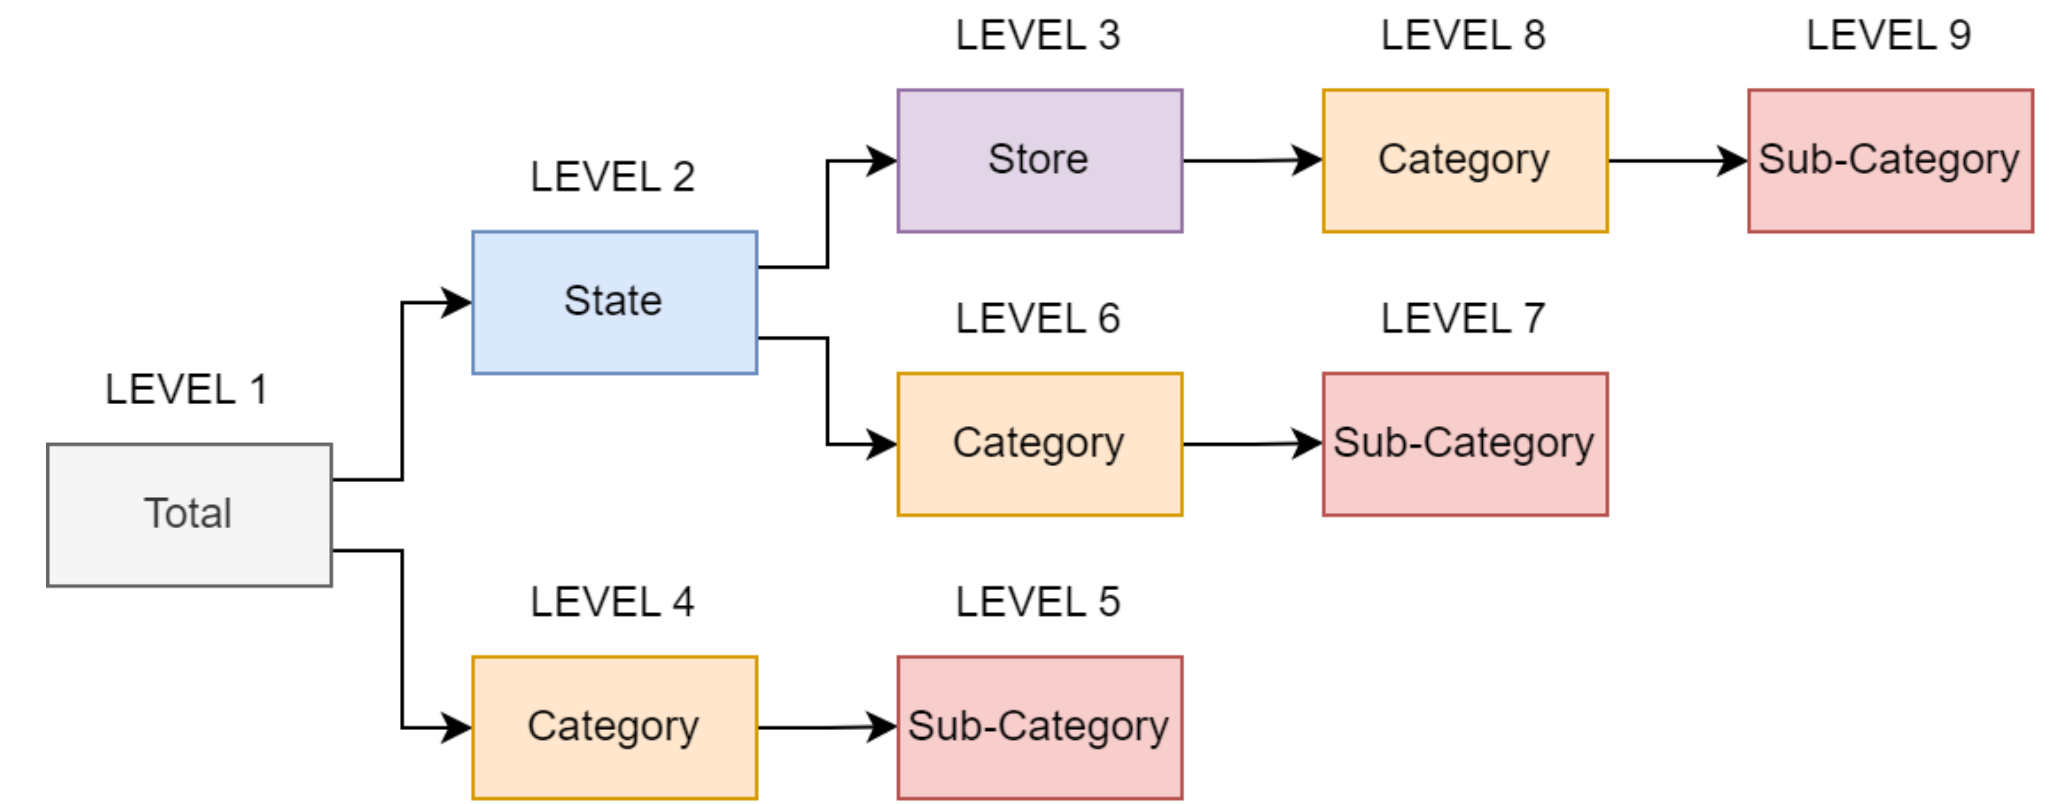 LEVEL 3
LEVEL 8
LEVEL 9
Store
Category
Sub-Category
LEVEL 2
State
LEVEL 6
LEVEL 7
Category
Sub-Category
LEVEL 1
Total
LEVEL 4
LEVEL 5
Category
Sub-Category